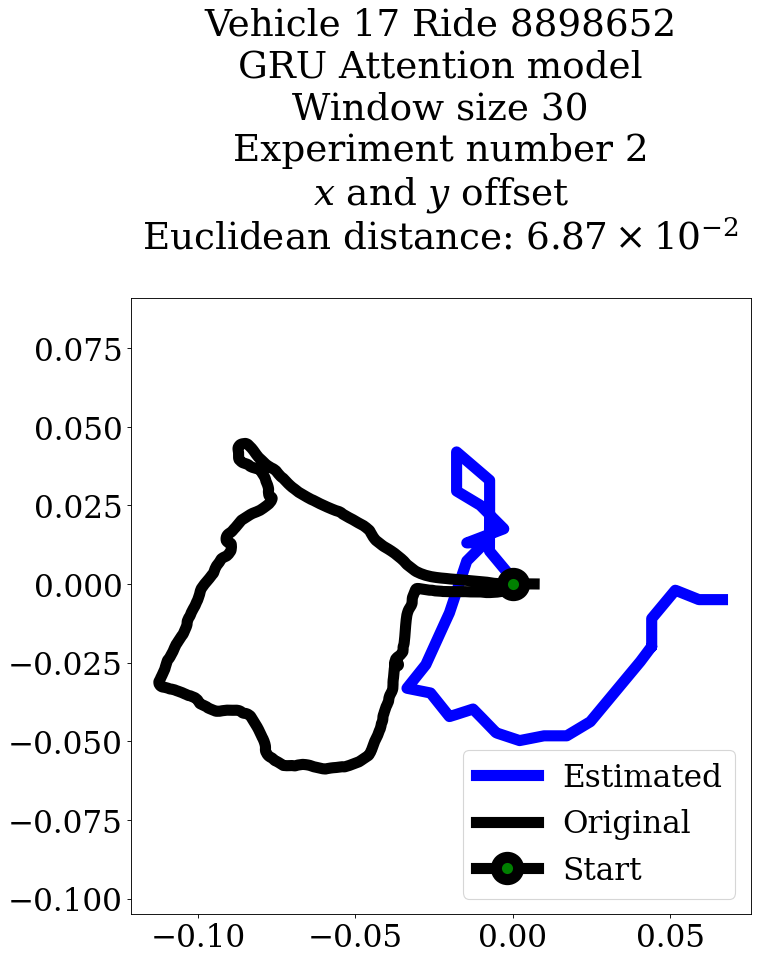 Vehicle 17 Ride 8898652
GRU Attention model
Window size 30
Experiment number 2
x and y offset
Euclidean distance: 6.87 × 10⁻²
0.075
0.050
0.025
0.000
−0.025
−0.050
−0.075
−0.100
Estimated
Original
Start
−0.10
−0.05
0.00
0.05